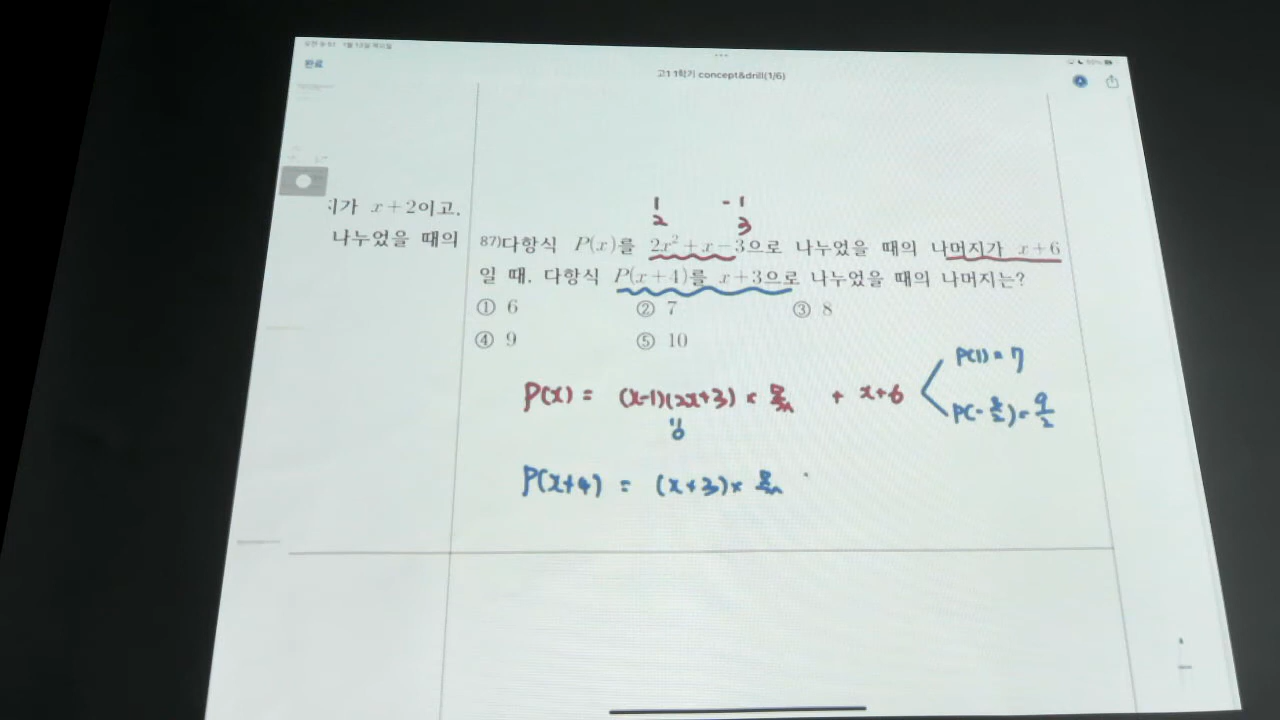 완료
고1 1학기 concept&drill(1/6)
지가 x+2이고,
나누었을 때의
1 -1
2 3
87)다항식 P(x)를 2x²+x-3으로 나누었을 때의 나머지가 x+6
일 때, 다항식 P(x+4)를 x+3으로 나누었을 때의 나머지는?
① 6 ② 7 ③ 8
④ 9 ⑤ 10
P(x) = (x-1)(2x+3) × 몫 + x+6
P(1) = 7
P(-3/2) = 9/2
"0
P(x+4) = (x+3) × 몫